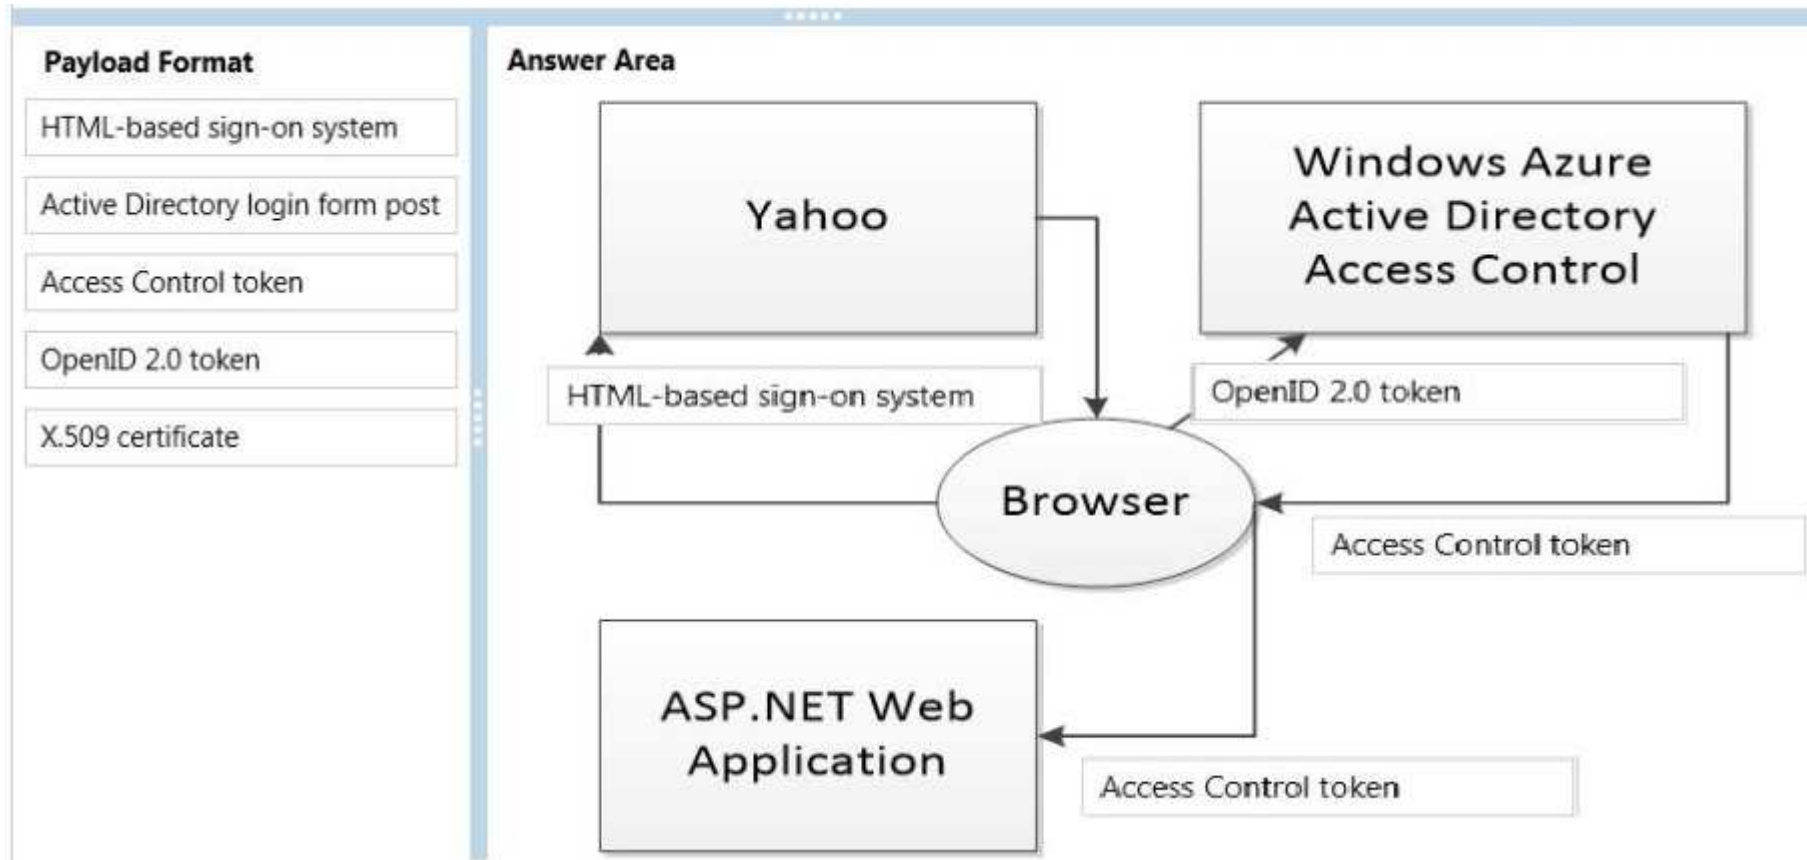 Payload Format
HTML-based sign-on system
Active Directory login form post
Access Control token
OpenID 2.0 token
X.509 certificate
Answer Area
Yahoo
Windows Azure
Active Directory
Access Control
HTML-based sign-on system
OpenID 2.0 token
Browser
Access Control token
ASP.NET Web
Application
Access Control token